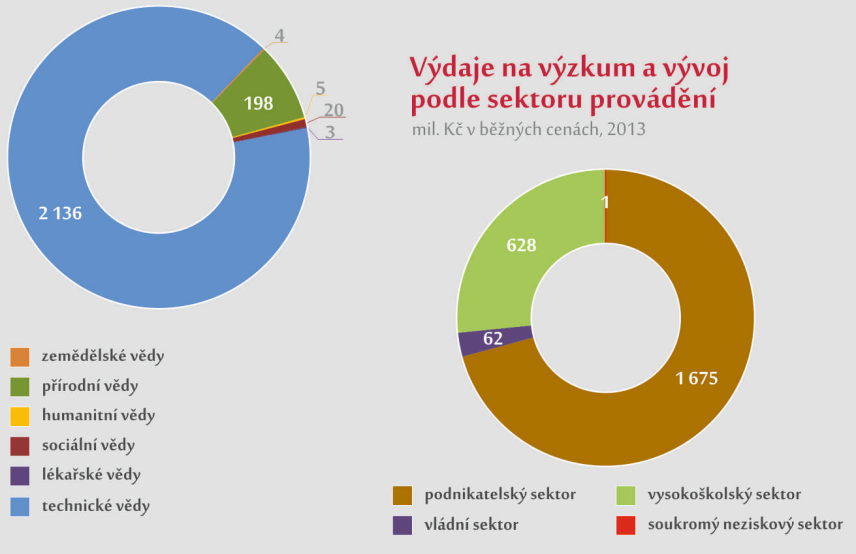 4
198
5
20
3
2 136
zemědělské vědy
přírodní vědy
humanitní vědy
sociální vědy
lékařské vědy
technické vědy
Výdaje na výzkum a vývoj
podle sektoru provádění
mil. Kč v běžných cenách, 2013
1
628
62
1 675
podnikatelský sektor
vysokoškolský sektor
vládní sektor
soukromý neziskový sektor